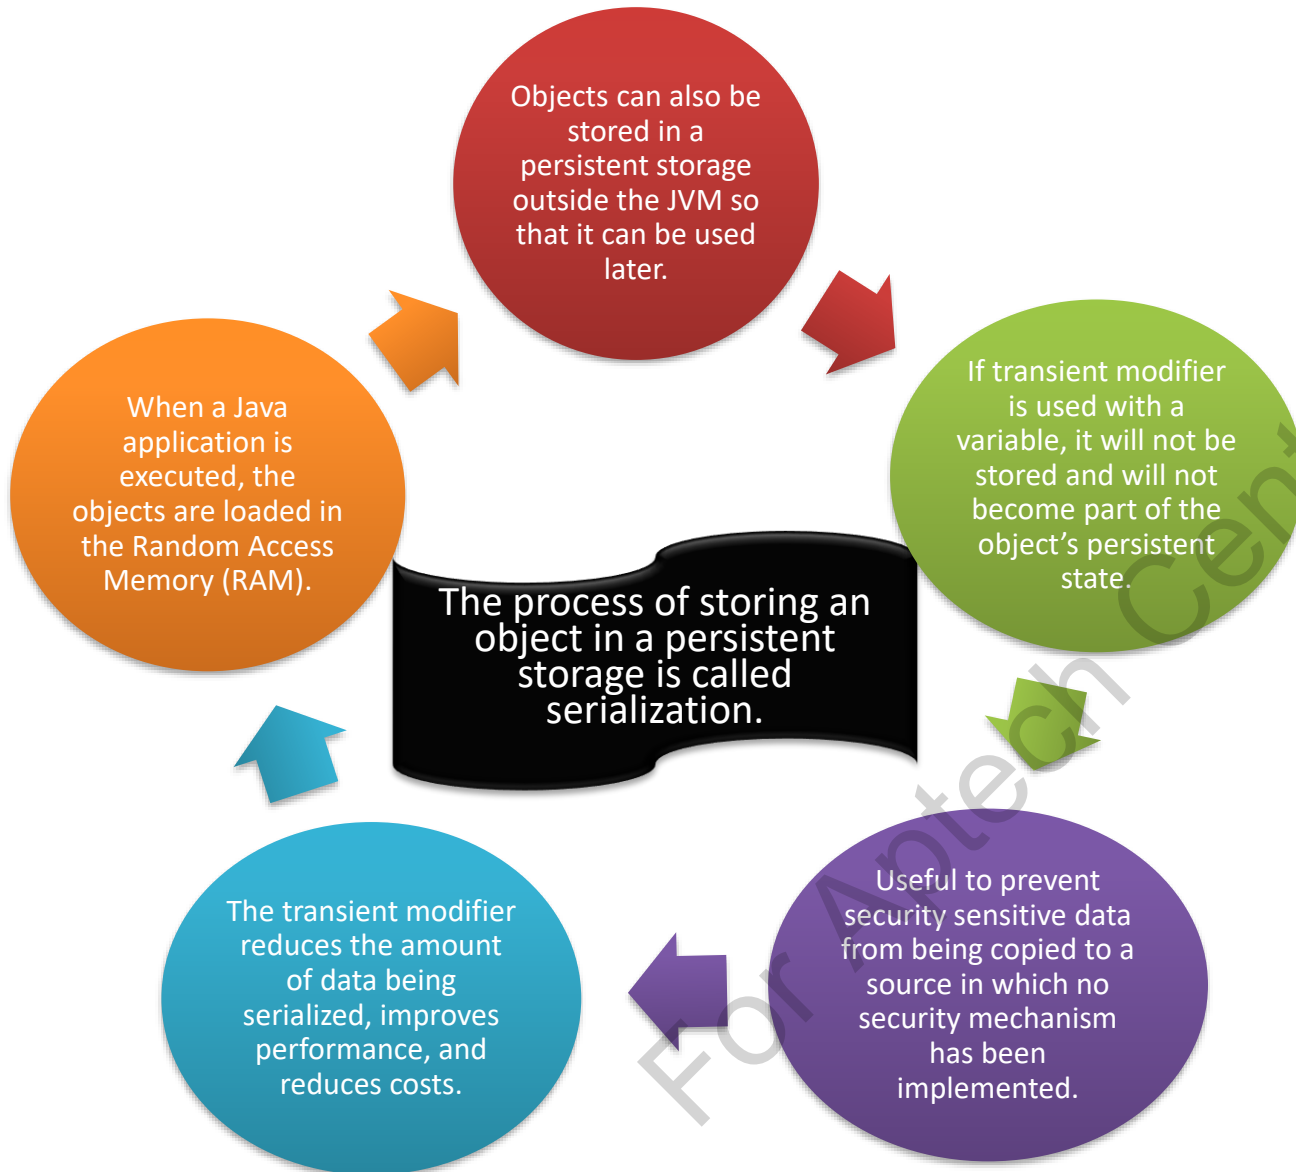 Objects can also be
stored in a
persistent storage
outside the JVM so
that it can be used
later.
If transient modifier
is used with a
variable, it will not be
stored and will not
become part of the
object’s persistent
state.
Useful to prevent
security sensitive data
from being copied to a
source in which no
security mechanism
has been
implemented.
The transient modifier
reduces the amount
of data being
serialized, improves
performance, and
reduces costs.
When a Java
application is
executed, the
objects are loaded in
the Random Access
Memory (RAM).
The process of storing an
object in a persistent
storage is called
serialization.
For Aptech Cent